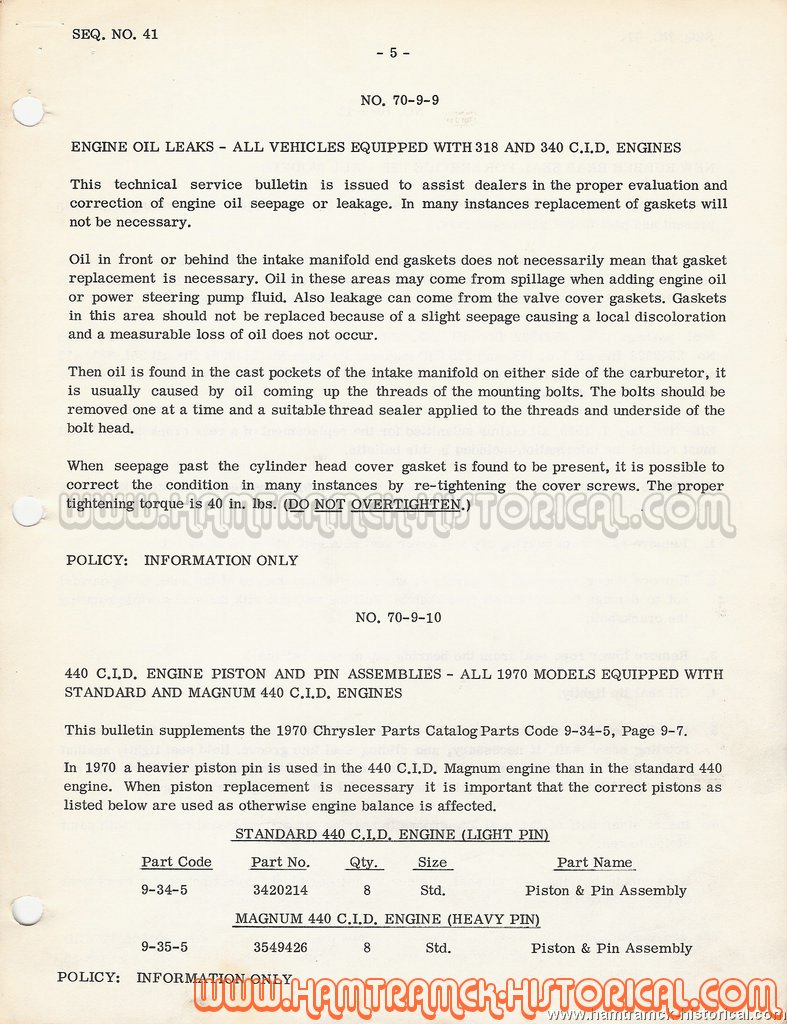 SEQ. NO. 41
- 5 -
NO. 70-9-9
ENGINE OIL LEAKS - ALL VEHICLES EQUIPPED WITH 318 AND 340 C.I.D. ENGINES
This technical service bulletin is issued to assist dealers in the proper evaluation and
correction of engine oil seepage or leakage. In many instances replacement of gaskets will
not be necessary.
Oil in front or behind the intake manifold end gaskets does not necessarily mean that gasket
replacement is necessary. Oil in these areas may come from spillage when adding engine oil
or power steering pump fluid. Also leakage can come from the valve cover gaskets. Gaskets
in this area should not be replaced because of a slight seepage causing a local discoloration
and a measurable loss of oil does not occur.
Then oil is found in the cast pockets of the intake manifold on either side of the carburetor, it
is usually caused by oil coming up the threads of the mounting bolts. The bolts should be
removed one at a time and a suitable thread sealer applied to the threads and underside of the
bolt head.
When seepage past the cylinder head cover gasket is found to be present, it is possible to
correct the condition in many instances by re-tightening the cover screws. The proper
tightening torque is 40 in. lbs. (DO NOT OVERTIGHTEN.)
www.HAMTRAMCK-HISTORICAL.com
POLICY: INFORMATION ONLY
NO. 70-9-10
440 C.I.D. ENGINE PISTON AND PIN ASSEMBLIES - ALL 1970 MODELS EQUIPPED WITH
STANDARD AND MAGNUM 440 C.I.D. ENGINES
This bulletin supplements the 1970 Chrysler Parts Catalog Parts Code 9-34-5, Page 9-7.
In 1970 a heavier piston pin is used in the 440 C.I.D. Magnum engine than in the standard 440
engine. When piston replacement is necessary it is important that the correct pistons as
listed below are used as otherwise engine balance is affected.
STANDARD 440 C.I.D. ENGINE (LIGHT PIN)
Part Code Part No. Qty. Size Part Name
9-34-5 3420214 8 Std. Piston & Pin Assembly
MAGNUM 440 C.I.D. ENGINE (HEAVY PIN)
9-35-5 3549426 8 Std. Piston & Pin Assembly
POLICY: INFORMATION ONLY
www.HAMTRAMCK-HISTORICAL.com
www.hamtramck-historical.com